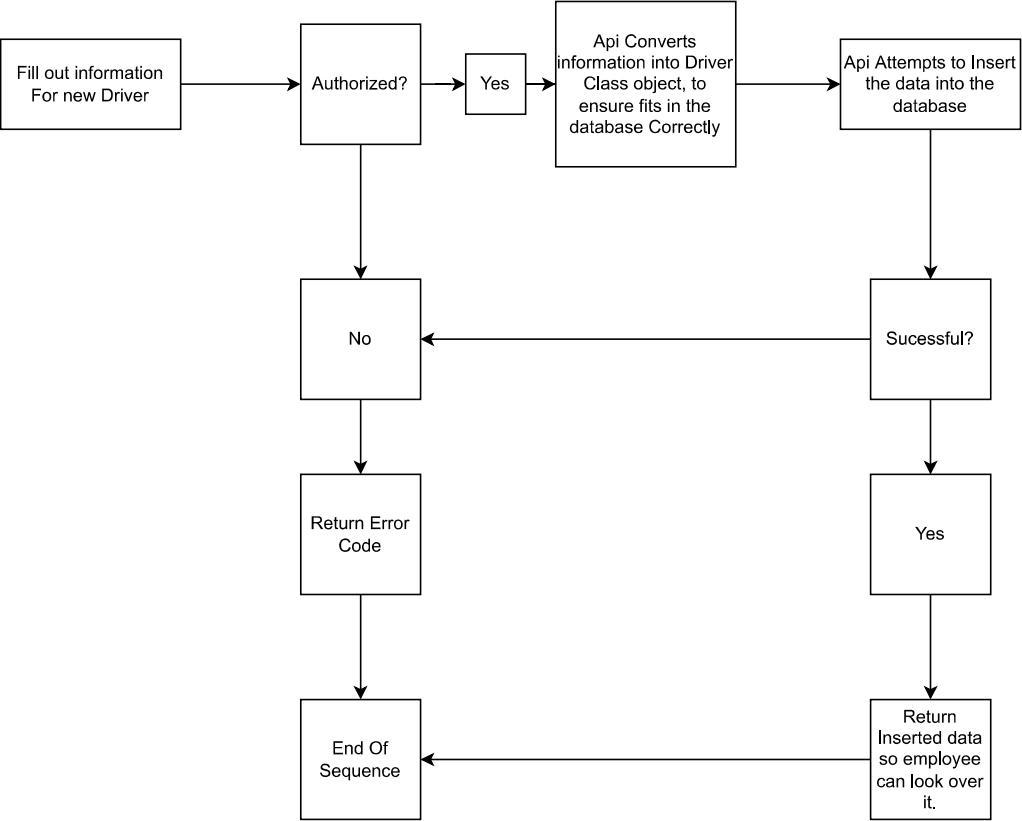 Fill out information
For new Driver
Authorized?
Yes
Api Converts
information into Driver
Class object, to
ensure fits in the
database Correctly
Api Attempts to Insert
the data into the
database
No
Sucessful?
Return Error
Code
Yes
End Of
Sequence
Return
Inserted data
so employee
can look over
it.